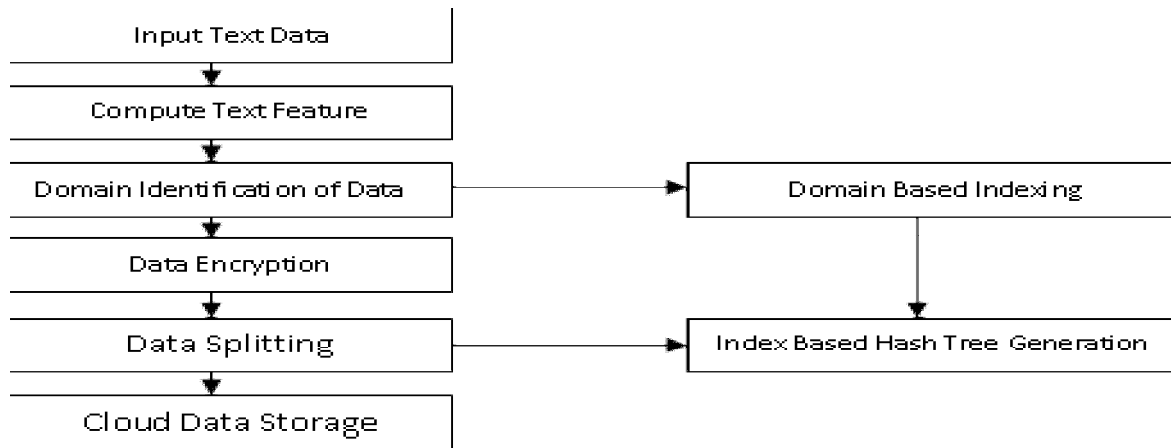 Input Text Data
Compute Text Feature
Domain Identification of Data
Domain Based Indexing
Data Encryption
Data Splitting
Index Based Hash Tree Generation
Cloud Data Storage